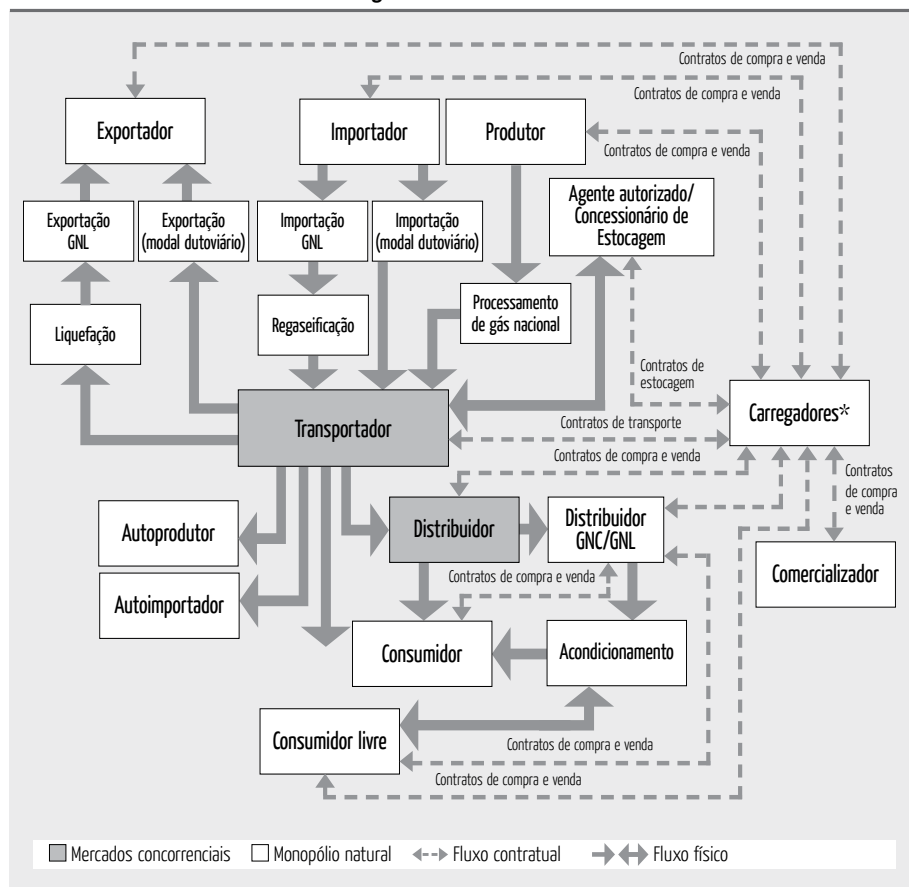 Contratos de compra e venda
Contratos de compra e venda
Exportador
Importador
Produtor
Contratos de compra e venda
Agente autorizado/
Concessionário de
Estocagem
Exportação
GNL
Exportação
(modal dutoviário)
Importação
GNL
Importação
(modal dutoviário)
Processamento
de gás nacional
Liquefação
Regaseificação
Contratos de
estocagem
Transportador
Contratos de transporte
Carregadores*
Contratos de compra e venda
Contratos
de compra
e venda
Autoprodutor
Distribuidor
Distribuidor
GNC/GNL
Comercializador
Contratos de compra e venda
Autoimportador
Consumidor
Acondicionamento
Consumidor livre
Contratos de compra e venda
Contratos de compra e venda
Mercados concorrenciais Monopólio natural Fluxo contratual Fluxo físico